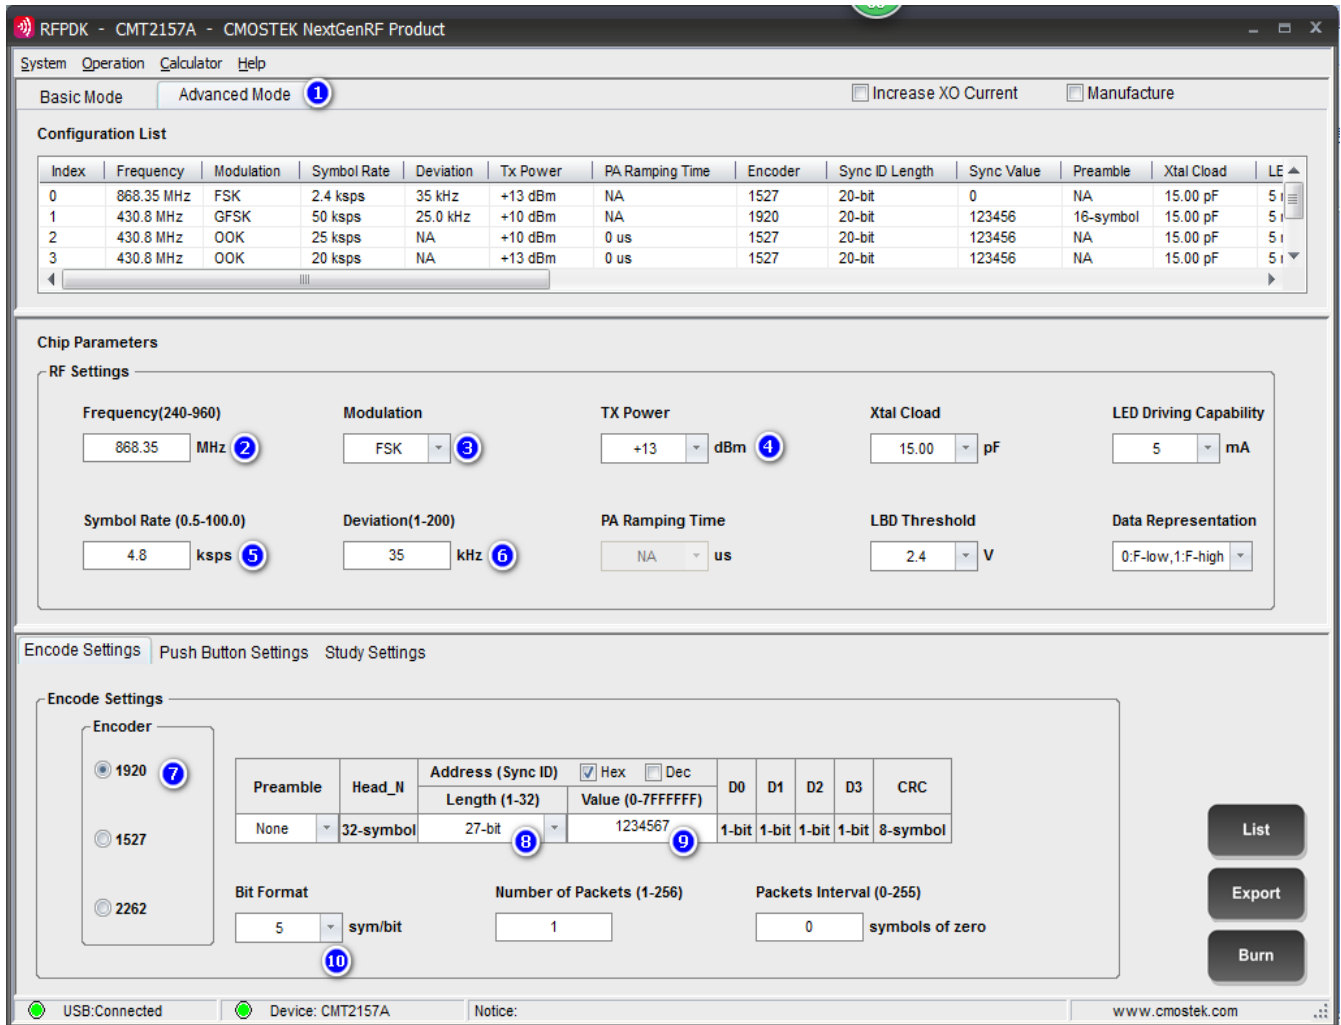 RFPDK - CMT2157A - CMOSTEK NextGenRF Product
System Operation Calculator Help
Basic Mode Advanced Mode 1 Increase XO Current Manufacture
Configuration List
Index Frequency Modulation Symbol Rate Deviation Tx Power PA Ramping Time Encoder Sync ID Length Sync Value Preamble Xtal Cload
0 868.35 MHz FSK 2.4 ksps 35 kHz +13 dBm NA 1527 20-bit 0 NA 15.00 pF
1 430.8 MHz GFSK 50 ksps 25.0 kHz +10 dBm NA 1920 20-bit 123456 16-symbol 15.00 pF
2 430.8 MHz OOK 25 ksps NA +10 dBm 0 us 1527 20-bit 123456 NA 15.00 pF
3 430.8 MHz OOK 20 ksps NA +13 dBm 0 us 1527 20-bit 123456 NA 15.00 pF
Chip Parameters
RF Settings
Frequency(240-960) Modulation TX Power Xtal Cload LED Driving Capability
868.35 MHz 2 FSK 3 +13 dBm 4 15.00 pF 5 mA
Symbol Rate (0.5-100.0) Deviation(1-200) PA Ramping Time LBD Threshold Data Representation
4.8 ksps 5 35 kHz 6 NA us 2.4 V 0:F-low,1:F-high
Encode Settings Push Button Settings Study Settings
Encode Settings
Encoder
1920 7
1527
2262
Preamble Head_N Address (Sync ID) Hex Dec D0 D1 D2 D3 CRC
Length (1-32) Value (0-7FFFFFF)
None 32-symbol 27-bit 8 1234567 9 1-bit 1-bit 1-bit 1-bit 8-symbol
Bit Format Number of Packets (1-256) Packets Interval (0-255)
5 sym/bit 1 0 symbols of zero
10
List
Export
Burn
USB:Connected Device: CMT2157A Notice: www.cmostek.com